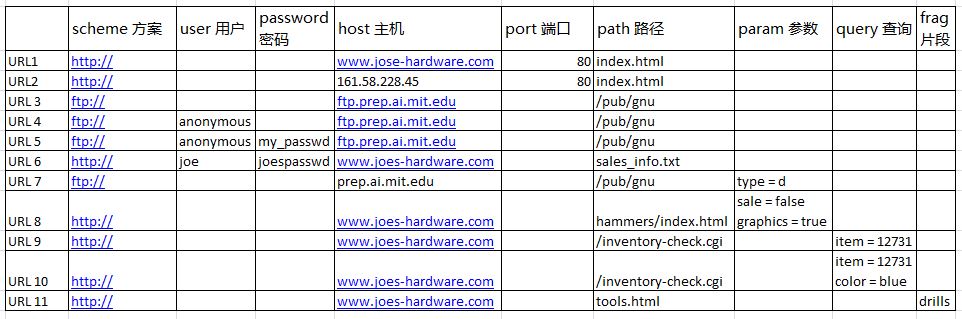 scheme 方案 user 用户 password 密码 host 主机 port 端口 path 路径 param 参数 query 查询 frag 片段
URL1 http:// www.jose-hardware.com 80 index.html
URL2 http:// 161.58.228.45 80 index.html
URL 3 ftp:// ftp.prep.ai.mit.edu /pub/gnu
URL 4 ftp:// anonymous ftp.prep.ai.mit.edu /pub/gnu
URL 5 ftp:// anonymous my_passwd ftp.prep.ai.mit.edu /pub/gnu
URL 6 http:// joe joespasswd www.joes-hardware.com sales_info.txt
URL 7 ftp:// prep.ai.mit.edu /pub/gnu type = d
URL 8 http:// www.joes-hardware.com hammers/index.html sale = false graphics = true
URL 9 http:// www.joes-hardware.com /inventory-check.cgi item = 12731
URL 10 http:// www.joes-hardware.com /inventory-check.cgi item = 12731 color = blue
URL 11 http:// www.joes-hardware.com tools.html drills